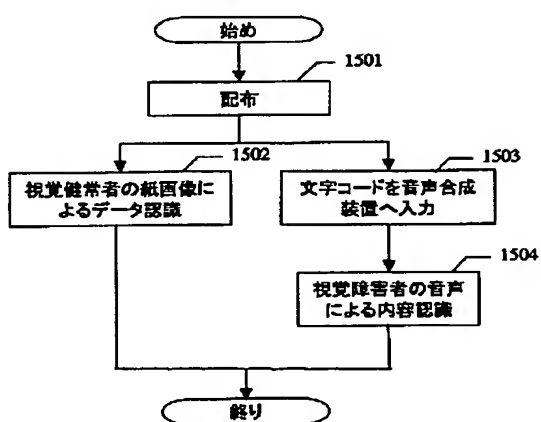 始め
1501
配布
1502
視覚健常者の紙画像に
よるデータ認識
1503
文字コードを音声合成
装置へ入力
1504
視覚障害者の音声
による内容認識
終り